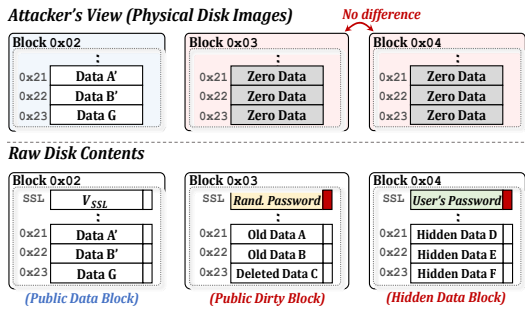 Attacker's View (Physical Disk Images)
No difference
Block 0x02
Block 0x03
Block 0x04
:
:
:
0x21 Data A'
0x21 Zero Data
0x21 Zero Data
0x22 Data B'
0x22 Zero Data
0x22 Zero Data
0x23 Data G
0x23 Zero Data
0x23 Zero Data
Raw Disk Contents
Block 0x02
Block 0x03
Block 0x04
SSL V_SSL
SSL Rand. Password
SSL User's Password
:
:
:
0x21 Data A'
0x21 Old Data A
0x21 Hidden Data D
0x22 Data B'
0x22 Old Data B
0x22 Hidden Data E
0x23 Data G
0x23 Deleted Data C
0x23 Hidden Data F
(Public Data Block)
(Public Dirty Block)
(Hidden Data Block)